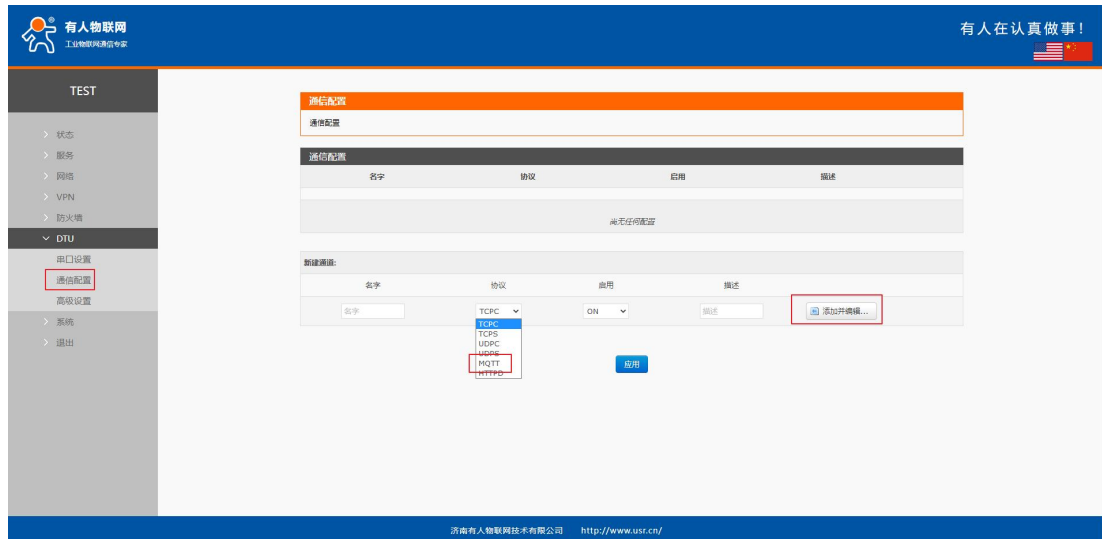 有人物联网
工业物联网通信专家
有人在认真做事!
TEST
状态
服务
网络
VPN
防火墙
DTU
串口设置
通信配置
高级设置
系统
退出
通信配置
通信配置
通信配置
名字 协议 启用 描述
尚无任何配置
新建通道:
名字 协议 启用 描述
名字 TCPC ON 描述 添加并编辑...
TCPC
TCPS
UDPC
UDPS
MQTT
HTTPD
应用
济南有人物联网技术有限公司 http://www.usr.cn/